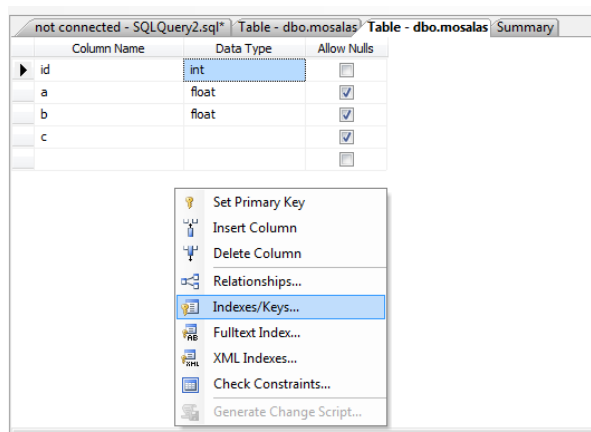 not connected - SQLQuery2.sql* Table - dbo.mosalas Table - dbo.mosalas Summary
Column Name Data Type Allow Nulls
id int
a float
b float
c
Set Primary Key
Insert Column
Delete Column
Relationships...
Indexes/Keys...
Fulltext Index...
XML Indexes...
Check Constraints...
Generate Change Script...